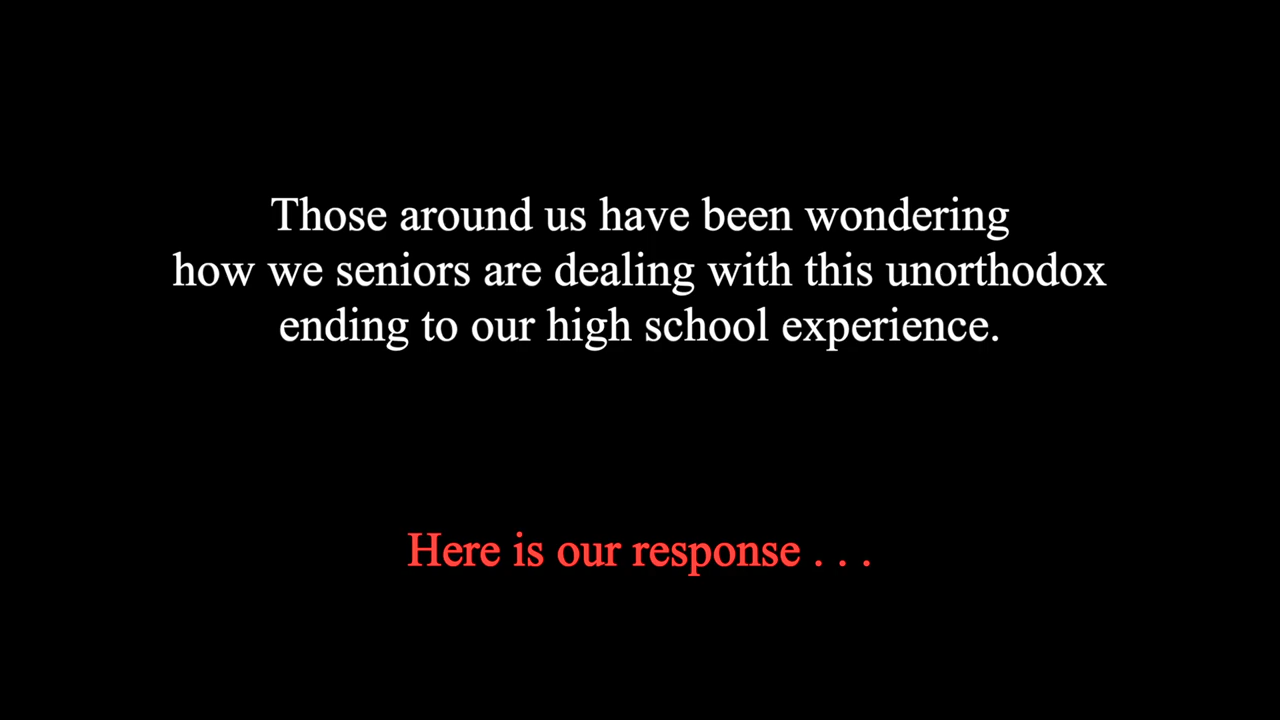 Those around us have been wondering
how we seniors are dealing with this unorthodox
ending to our high school experience.
Here is our response . . .